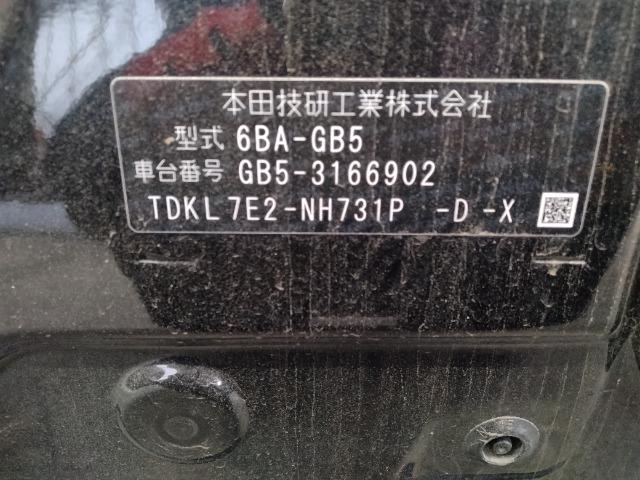 本田技研工業株式会社
型式 6BA-GB5
車台番号 GB5-3166902
TDKL7E2-NH731P -D -X